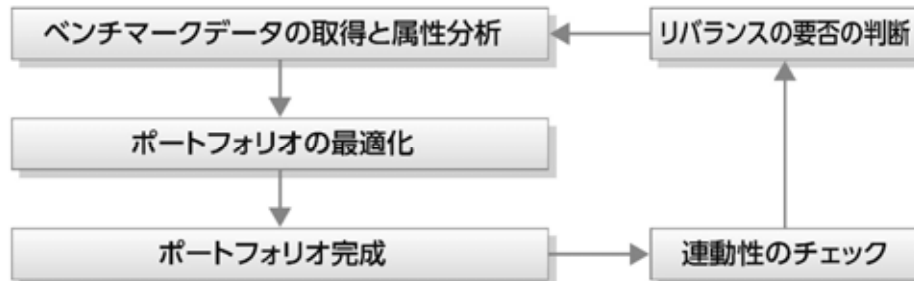 ベンチマークデータの取得と属性分析
リバランスの要否の判断
ポートフォリオの最適化
ポートフォリオ完成
連動性のチェック